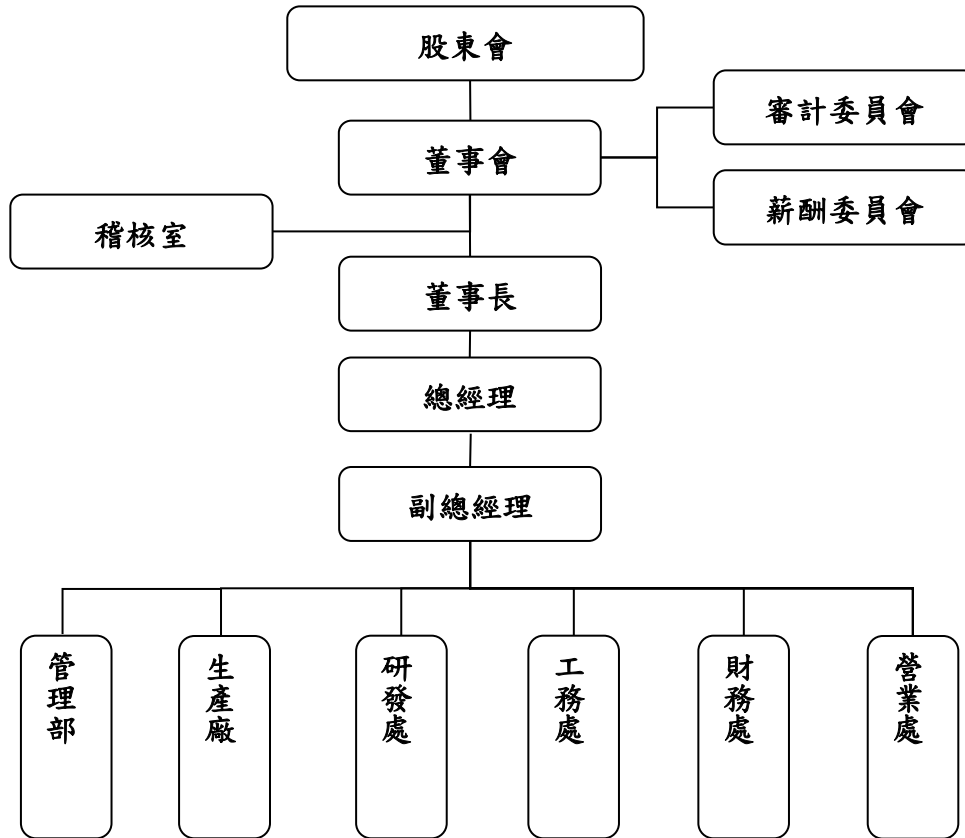 股東會
審計委員會
董事會
薪酬委員會
稽核室
董事長
總經理
副總經理
管理部
生產廠
研發處
工務處
財務處
營業處